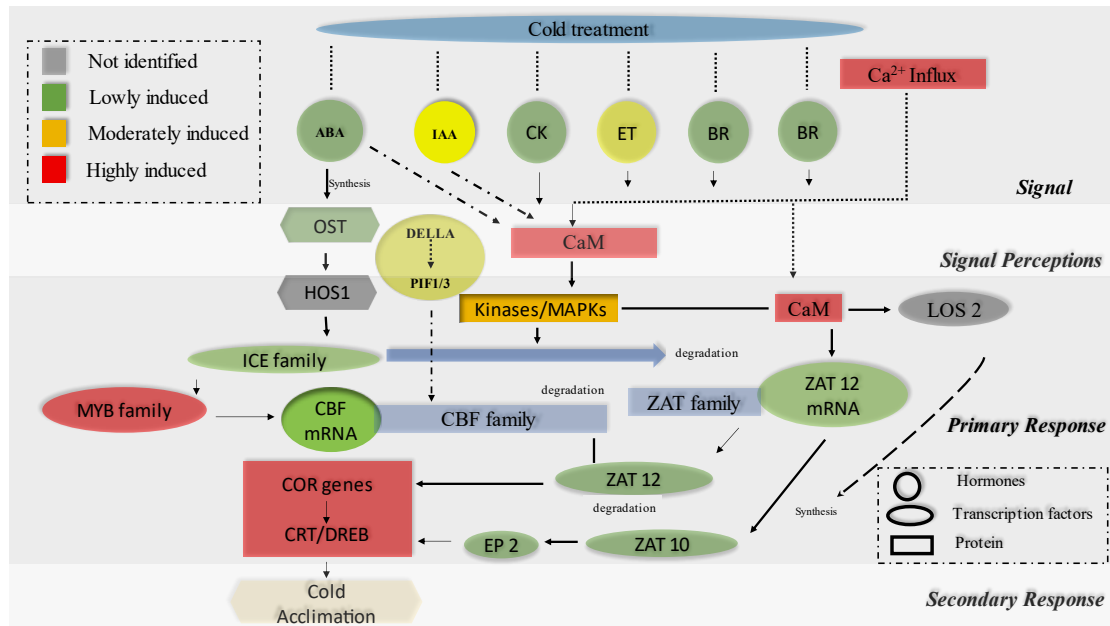 Cold treatment
Not identified
Lowly induced
Moderately induced
Highly induced
Ca²⁺ Influx
ABA
IAA
CK
ET
BR
BR
Synthesis
Signal
OST
DELLA
PIF1/3
CaM
Signal Perceptions
HOS1
Kinases/MAPKs
CaM
LOS 2
ICE family
degradation
MYB family
CBF
mRNA
CBF family
degradation
ZAT family
ZAT 12
mRNA
Primary Response
COR genes
CRT/DREB
ZAT 12
degradation
Synthesis
EP 2
ZAT 10
Hormones
Transcription factors
Protein
Cold
Acclimation
Secondary Response